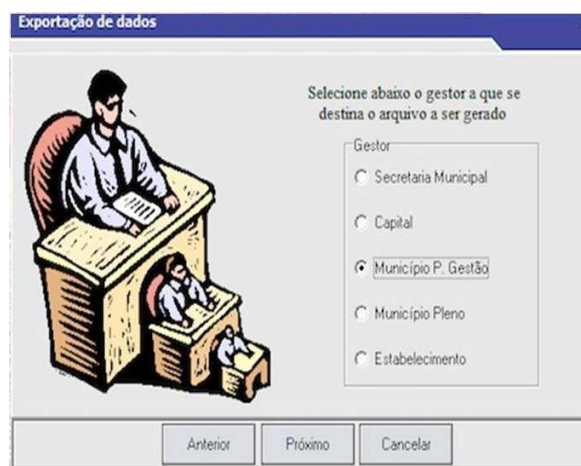 Exportação de dados
Selecione abaixo o gestor a que se
destina o arquivo a ser gerado
Gestor
Secretaria Municipal
Capital
Município P. Gestão
Município Pleno
Estabelecimento
Anterior
Próximo
Cancelar